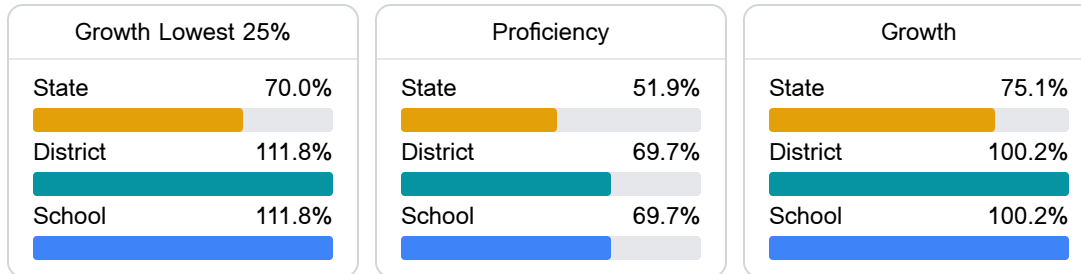 Growth Lowest 25%
State 70.0%
District 111.8%
School 111.8%
Proficiency
State 51.9%
District 69.7%
School 69.7%
Growth
State 75.1%
District 100.2%
School 100.2%